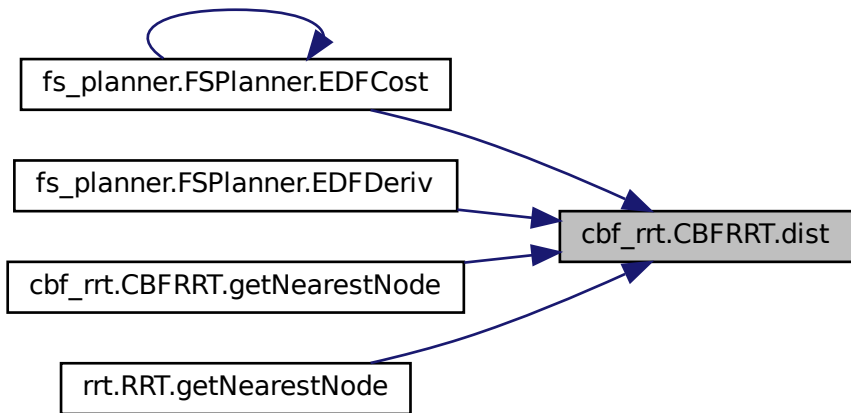 fs_planner.FSPlanner.EDFCost
fs_planner.FSPlanner.EDFDeriv
cbf_rrt.CBFRRT.dist
cbf_rrt.CBFRRT.getNearestNode
rrt.RRT.getNearestNode